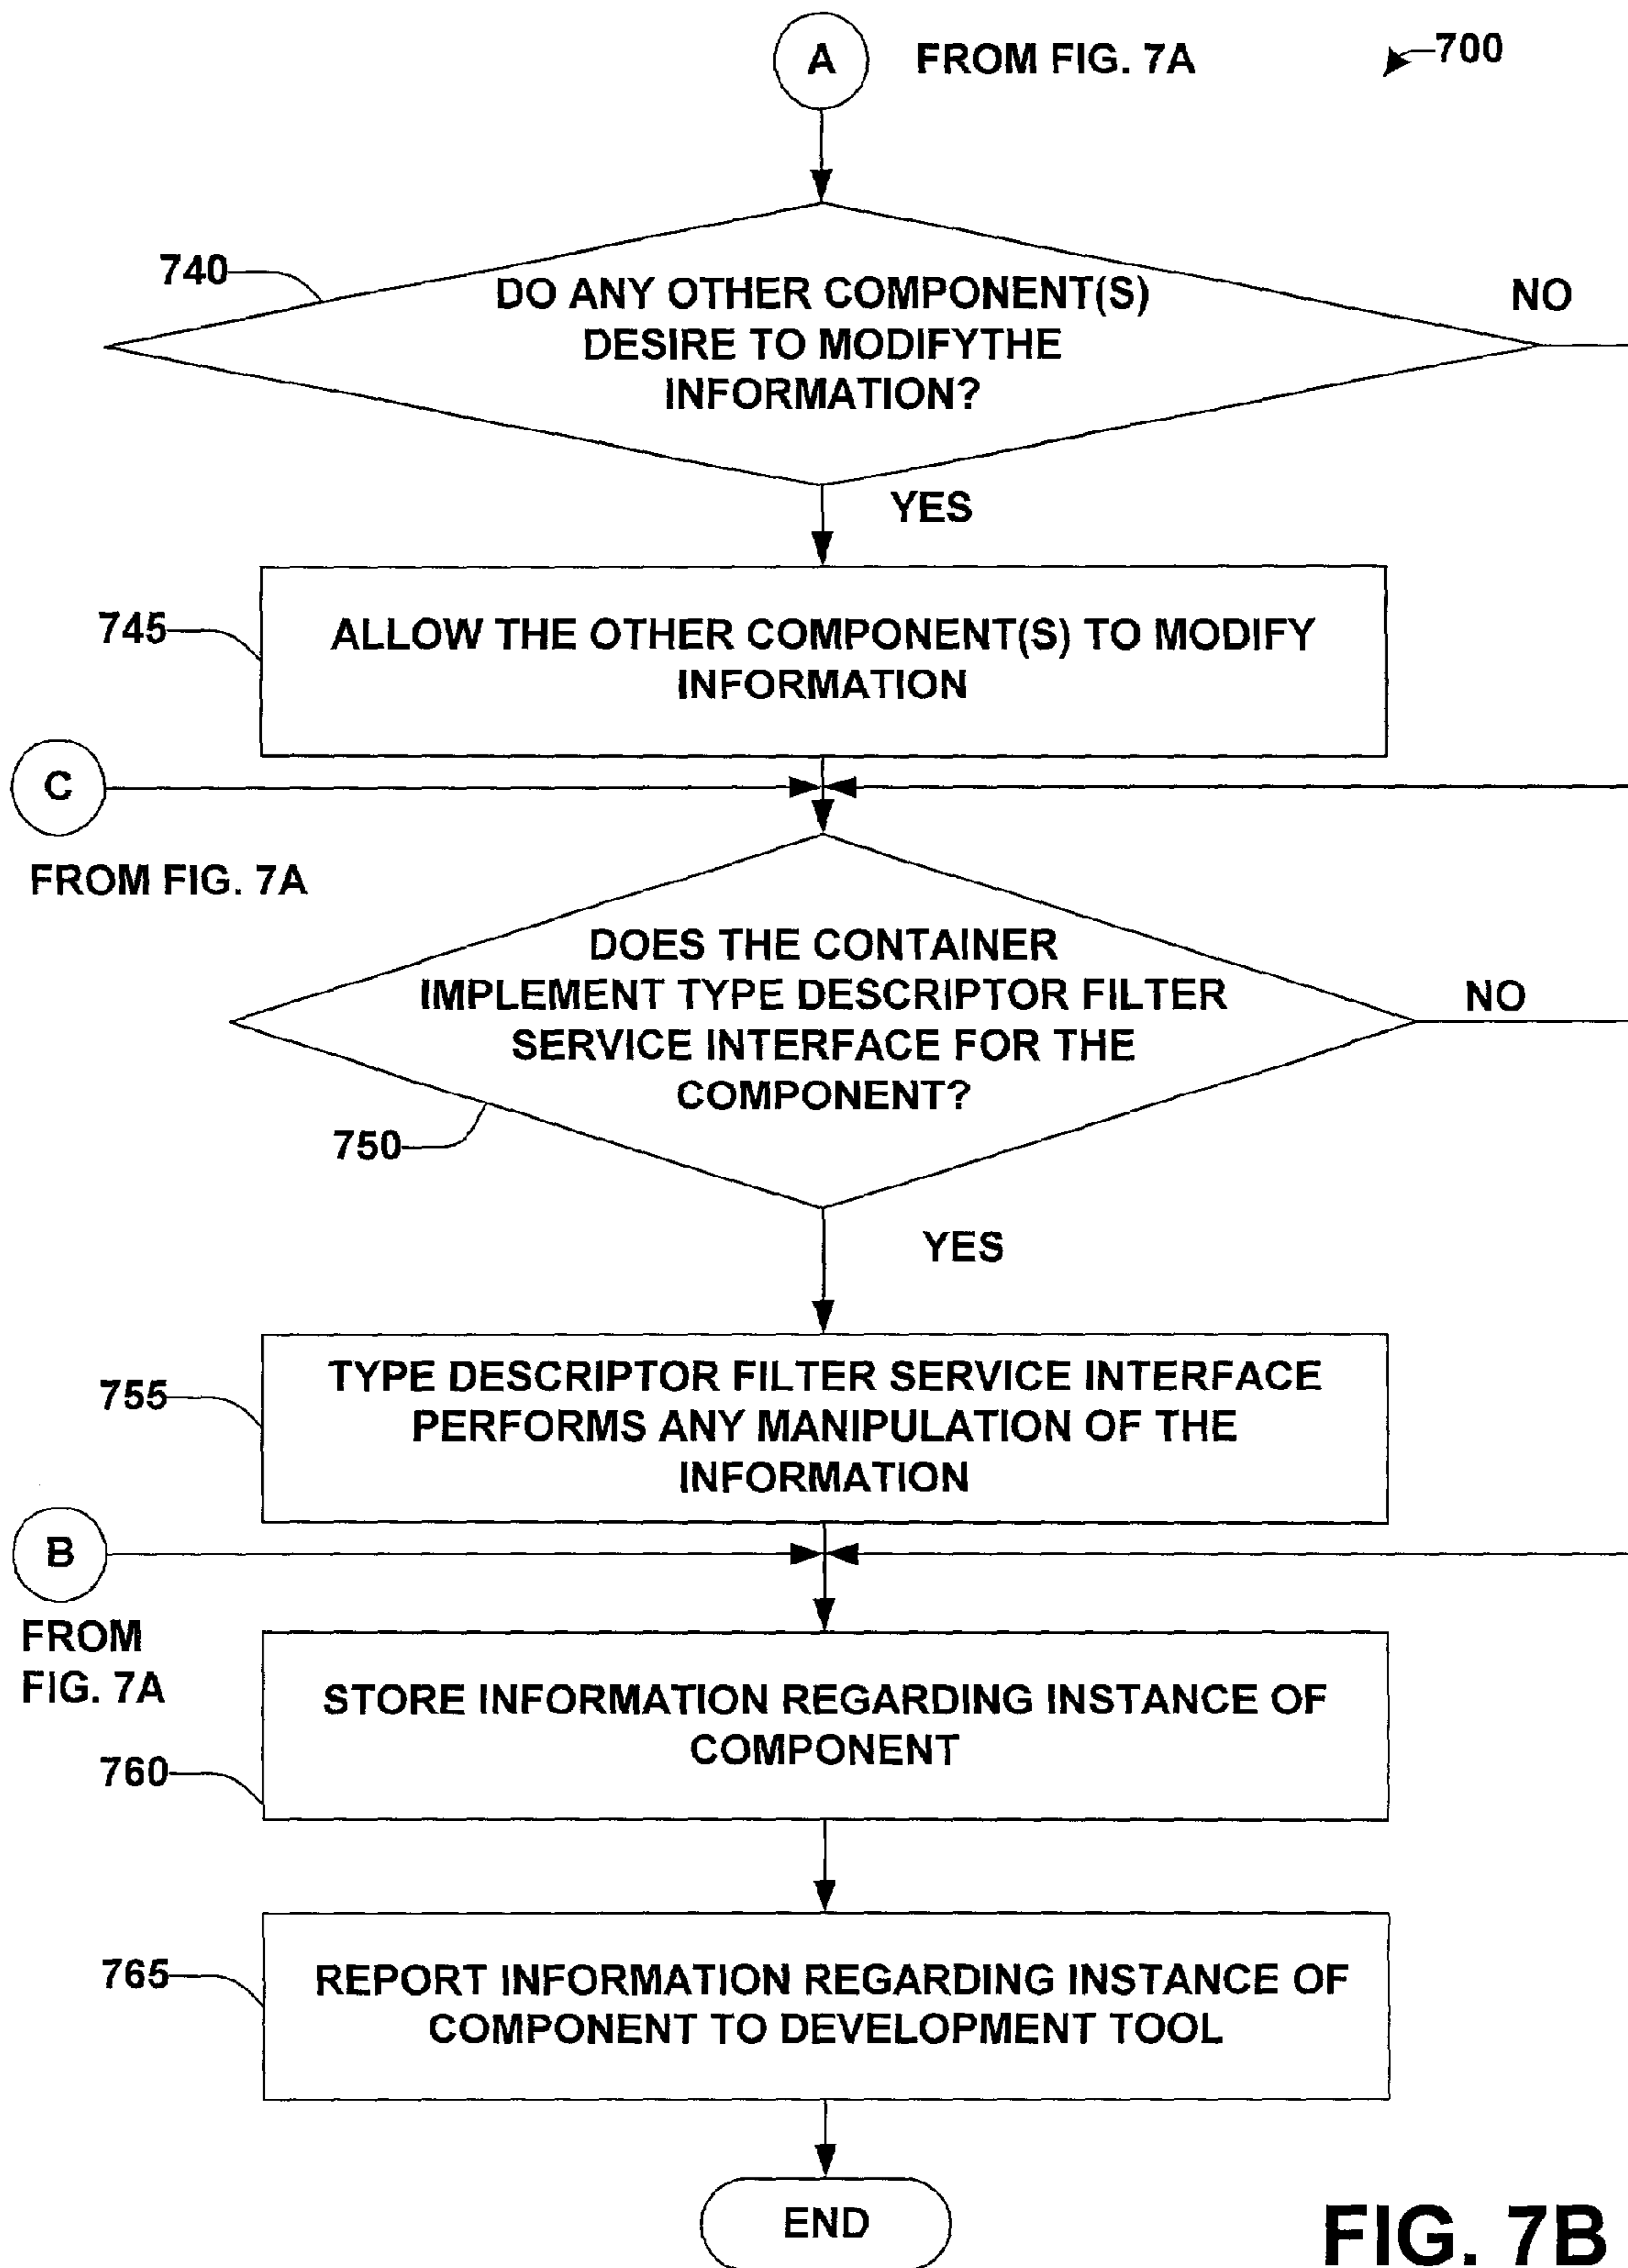 A
FROM FIG. 7A
700
740
DO ANY OTHER COMPONENT(S)
DESIRE TO MODIFYTHE
INFORMATION?
NO
YES
745
ALLOW THE OTHER COMPONENT(S) TO MODIFY
INFORMATION
C
FROM FIG. 7A
DOES THE CONTAINER
IMPLEMENT TYPE DESCRIPTOR FILTER
SERVICE INTERFACE FOR THE
COMPONENT?
NO
750
YES
755
TYPE DESCRIPTOR FILTER SERVICE INTERFACE
PERFORMS ANY MANIPULATION OF THE
INFORMATION
B
FROM
FIG. 7A
STORE INFORMATION REGARDING INSTANCE OF
COMPONENT
760
765
REPORT INFORMATION REGARDING INSTANCE OF
COMPONENT TO DEVELOPMENT TOOL
END
FIG. 7B